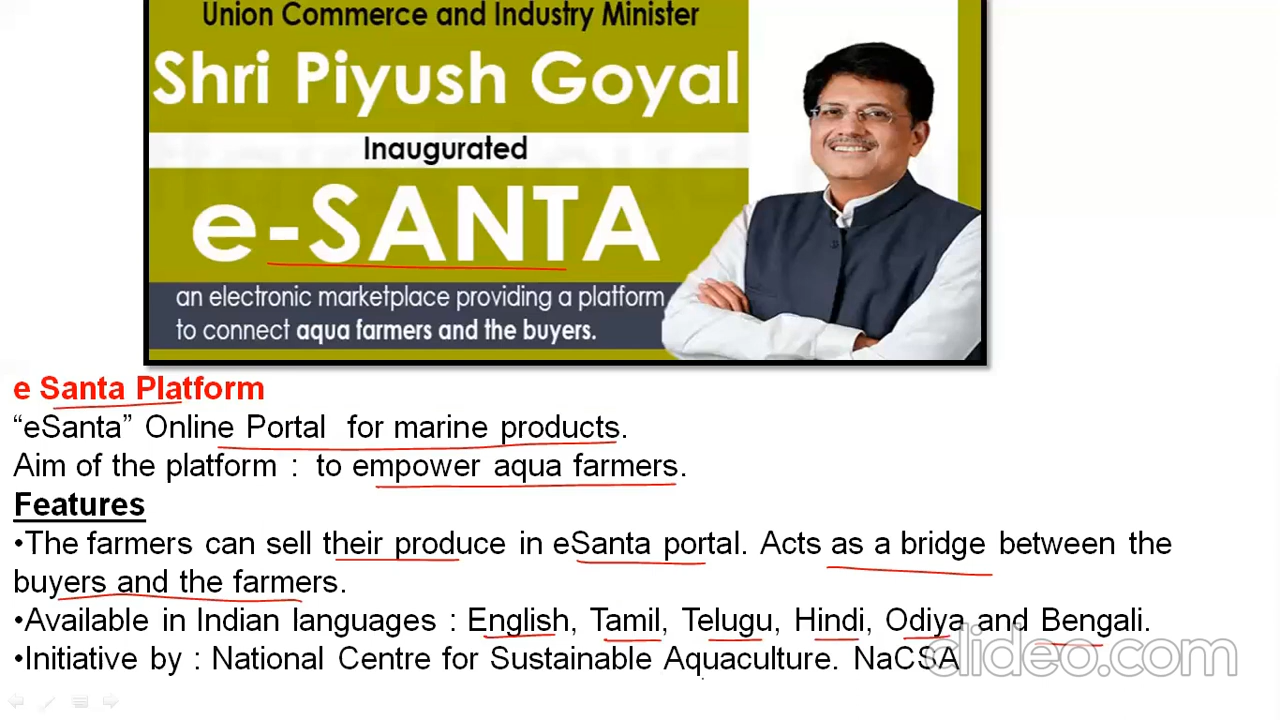 Union Commerce and Industry Minister
Shri Piyush Goyal
Inaugurated
e-SANTA
an electronic marketplace providing a platform
to connect aqua farmers and the buyers.
e Santa Platform
“eSanta” Online Portal for marine products.
Aim of the platform : to empower aqua farmers.
Features
•The farmers can sell their produce in eSanta portal. Acts as a bridge between the
buyers and the farmers.
•Available in Indian languages : English, Tamil, Telugu, Hindi, Odiya and Bengali.
•Initiative by : National Centre for Sustainable Aquaculture. NaCSA
clideo.com